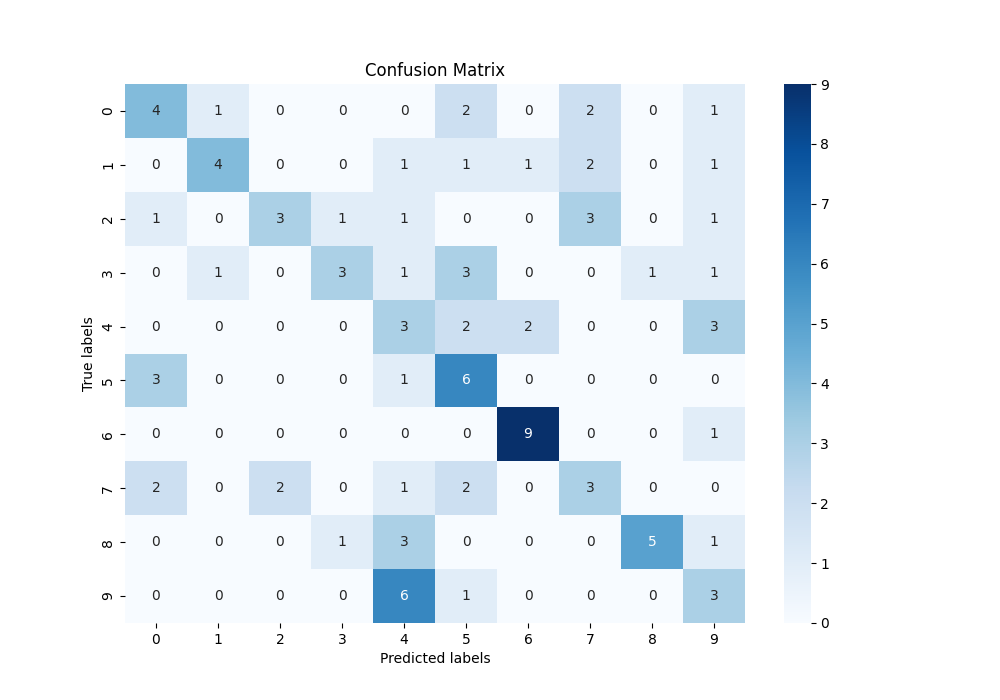 Confusion Matrix
0 4 1 0 0 0 2 0 2 0 1
1 0 4 0 0 1 1 1 2 0 1
2 1 0 3 1 1 0 0 3 0 1
3 0 1 0 3 1 3 0 0 1 1
4 0 0 0 0 3 2 2 0 0 3
5 3 0 0 0 1 6 0 0 0 0
6 0 0 0 0 0 0 9 0 0 1
7 2 0 2 0 1 2 0 3 0 0
8 0 0 0 1 3 0 0 0 5 1
9 0 0 0 0 6 1 0 0 0 3
0 1 2 3 4 5 6 7 8 9
Predicted labels
True labels
9
8
7
6
5
4
3
2
1
0